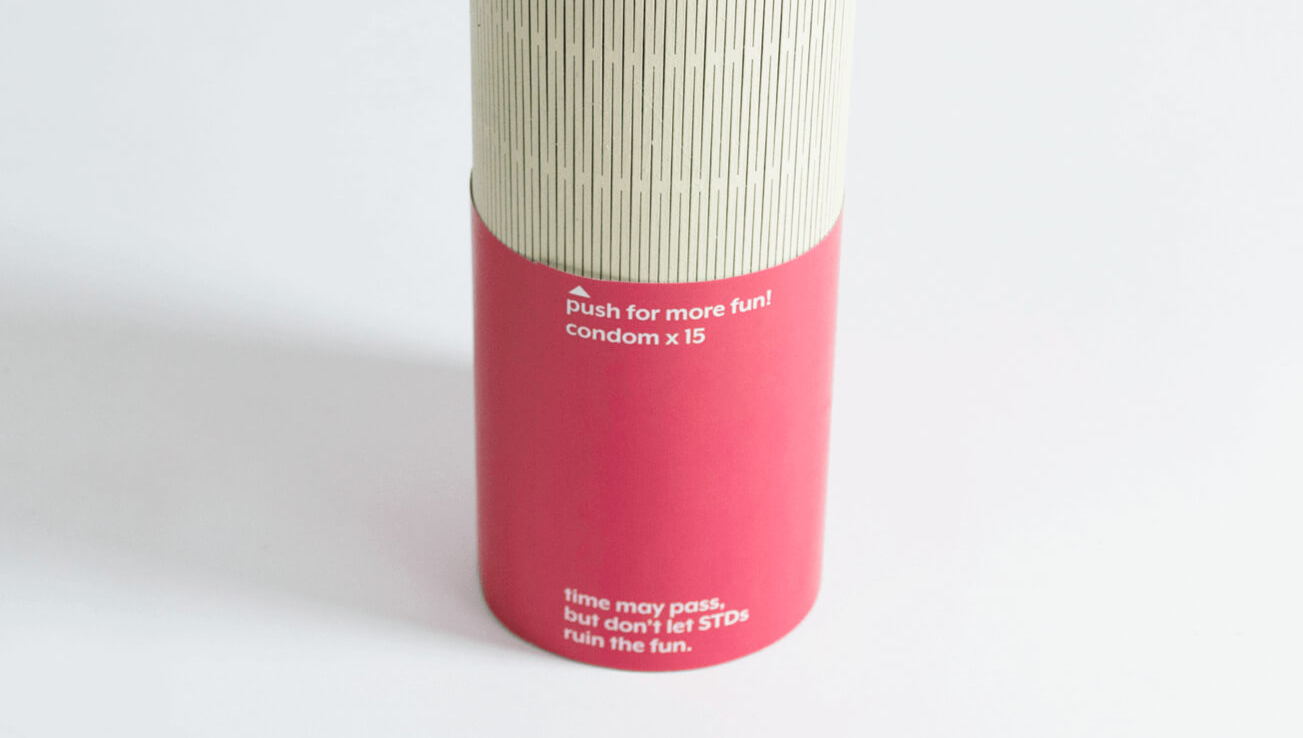 push for more fun!
condom x 15
time may pass,
but don't let STDs
ruin the fun.